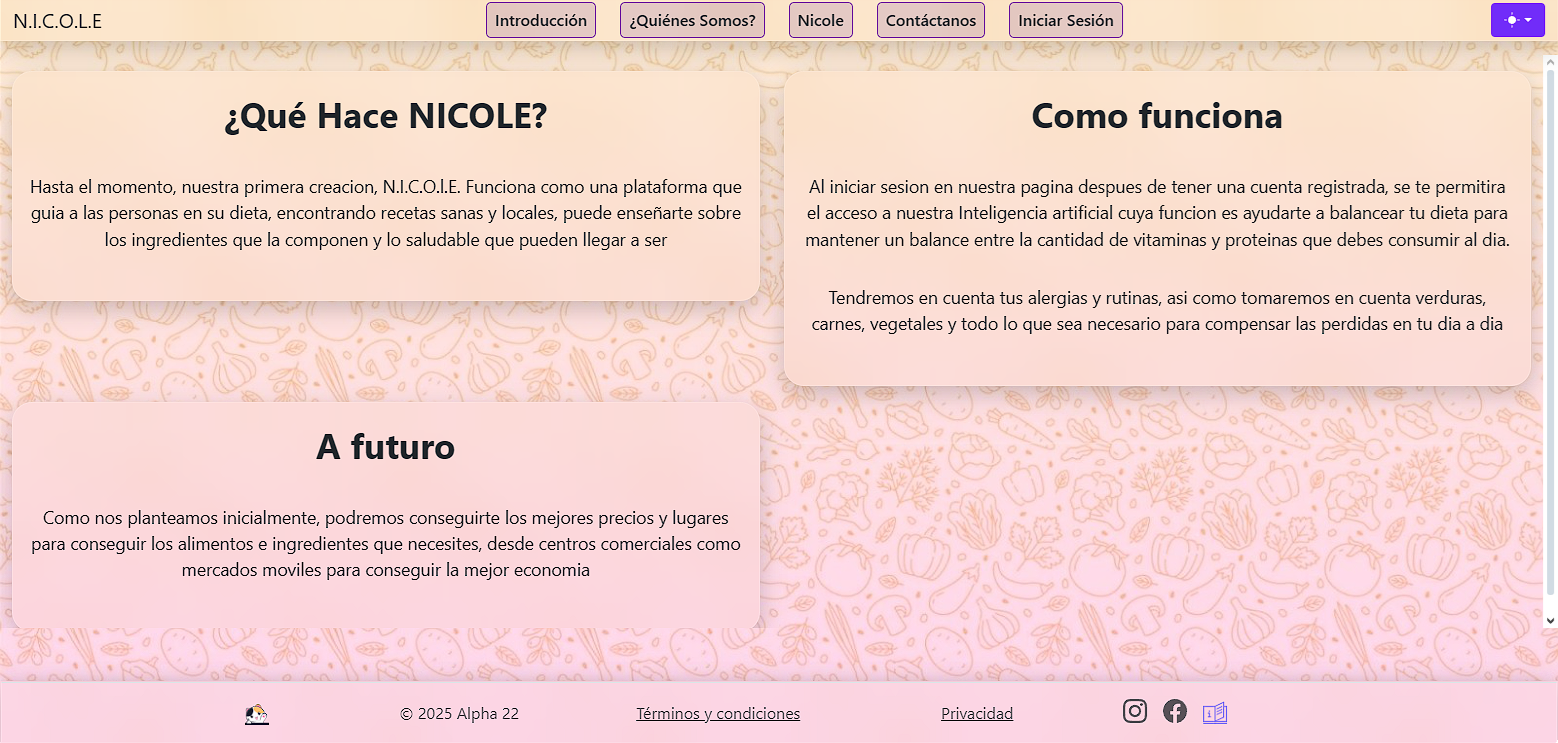 N.I.C.O.L.E
Introducción
¿Quiénes Somos?
Nicole
Contáctanos
Iniciar Sesión
¿Qué Hace NICOLE?
Hasta el momento, nuestra primera creacion, N.I.C.O.l.E. Funciona como una plataforma que
guia a las personas en su dieta, encontrando recetas sanas y locales, puede enseñarte sobre
los ingredientes que la componen y lo saludable que pueden llegar a ser
Como funciona
Al iniciar sesion en nuestra pagina despues de tener una cuenta registrada, se te permitira
el acceso a nuestra Inteligencia artificial cuya funcion es ayudarte a balancear tu dieta para
mantener un balance entre la cantidad de vitaminas y proteinas que debes consumir al dia.
Tendremos en cuenta tus alergias y rutinas, asi como tomaremos en cuenta verduras,
carnes, vegetales y todo lo que sea necesario para compensar las perdidas en tu dia a dia
A futuro
Como nos planteamos inicialmente, podremos conseguirte los mejores precios y lugares
para conseguir los alimentos e ingredientes que necesites, desde centros comerciales como
mercados moviles para conseguir la mejor economia
© 2025 Alpha 22
Términos y condiciones
Privacidad